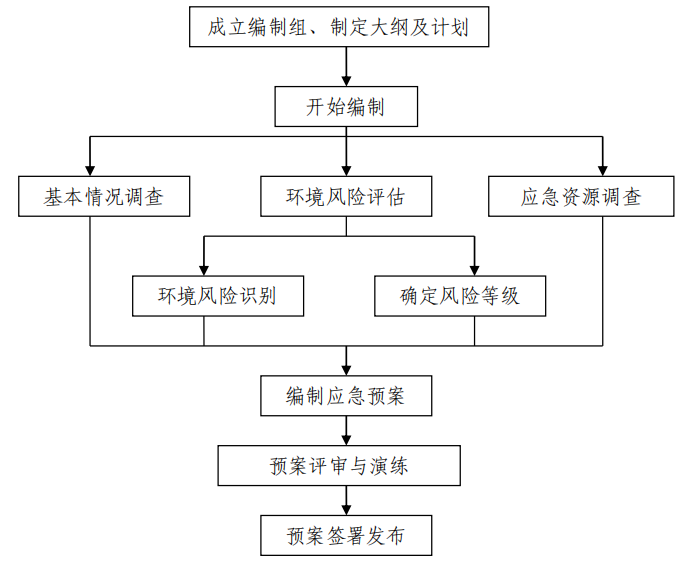 成立编制组、制定大纲及计划
开始编制
基本情况调查
环境风险评估
应急资源调查
环境风险识别
确定风险等级
编制应急预案
预案评审与演练
预案签署发布